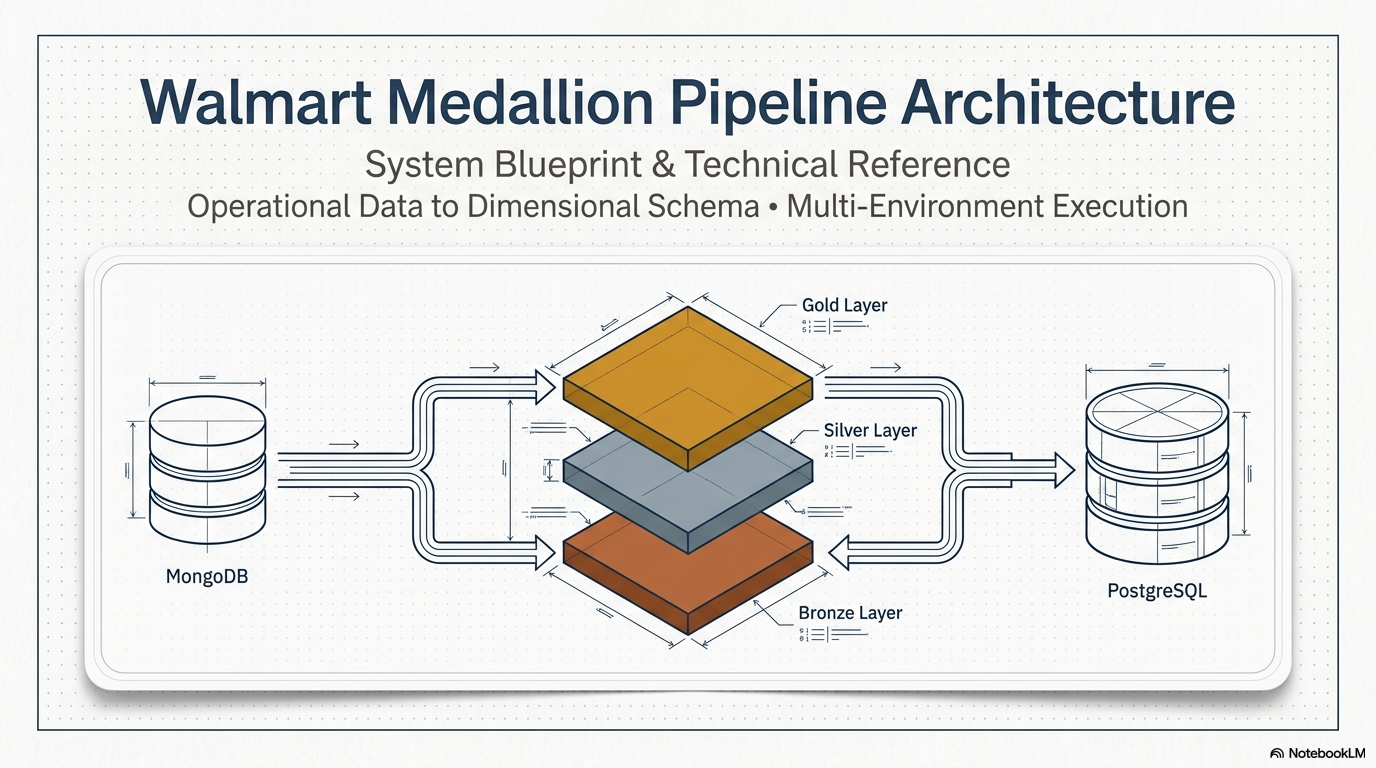 Walmart Medallion Pipeline Architecture
System Blueprint & Technical Reference
Operational Data to Dimensional Schema • Multi-Environment Execution
Gold Layer
Silver Layer
MongoDB
PostgreSQL
Bronze Layer
NotebookLM